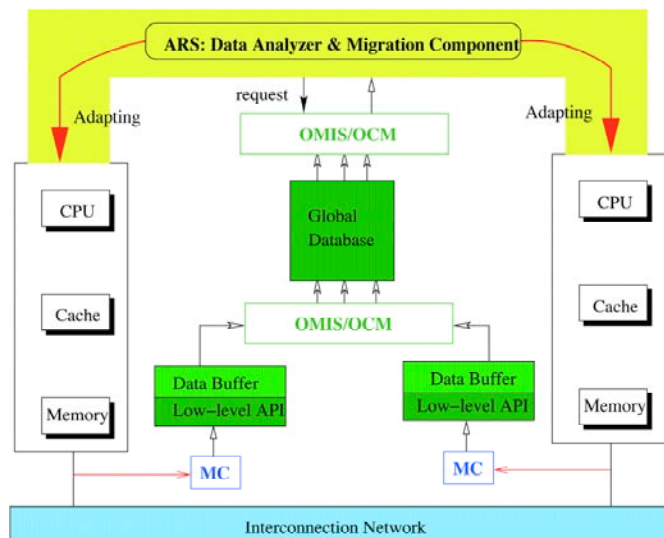 ARS: Data Analyzer & Migration Component
request
Adapting
Adapting
OMIS/OCM
CPU
CPU
Global
Database
Cache
Cache
OMIS/OCM
Data Buffer
Low-level API
Data Buffer
Low-level API
Memory
Memory
MC
MC
Interconnection Network